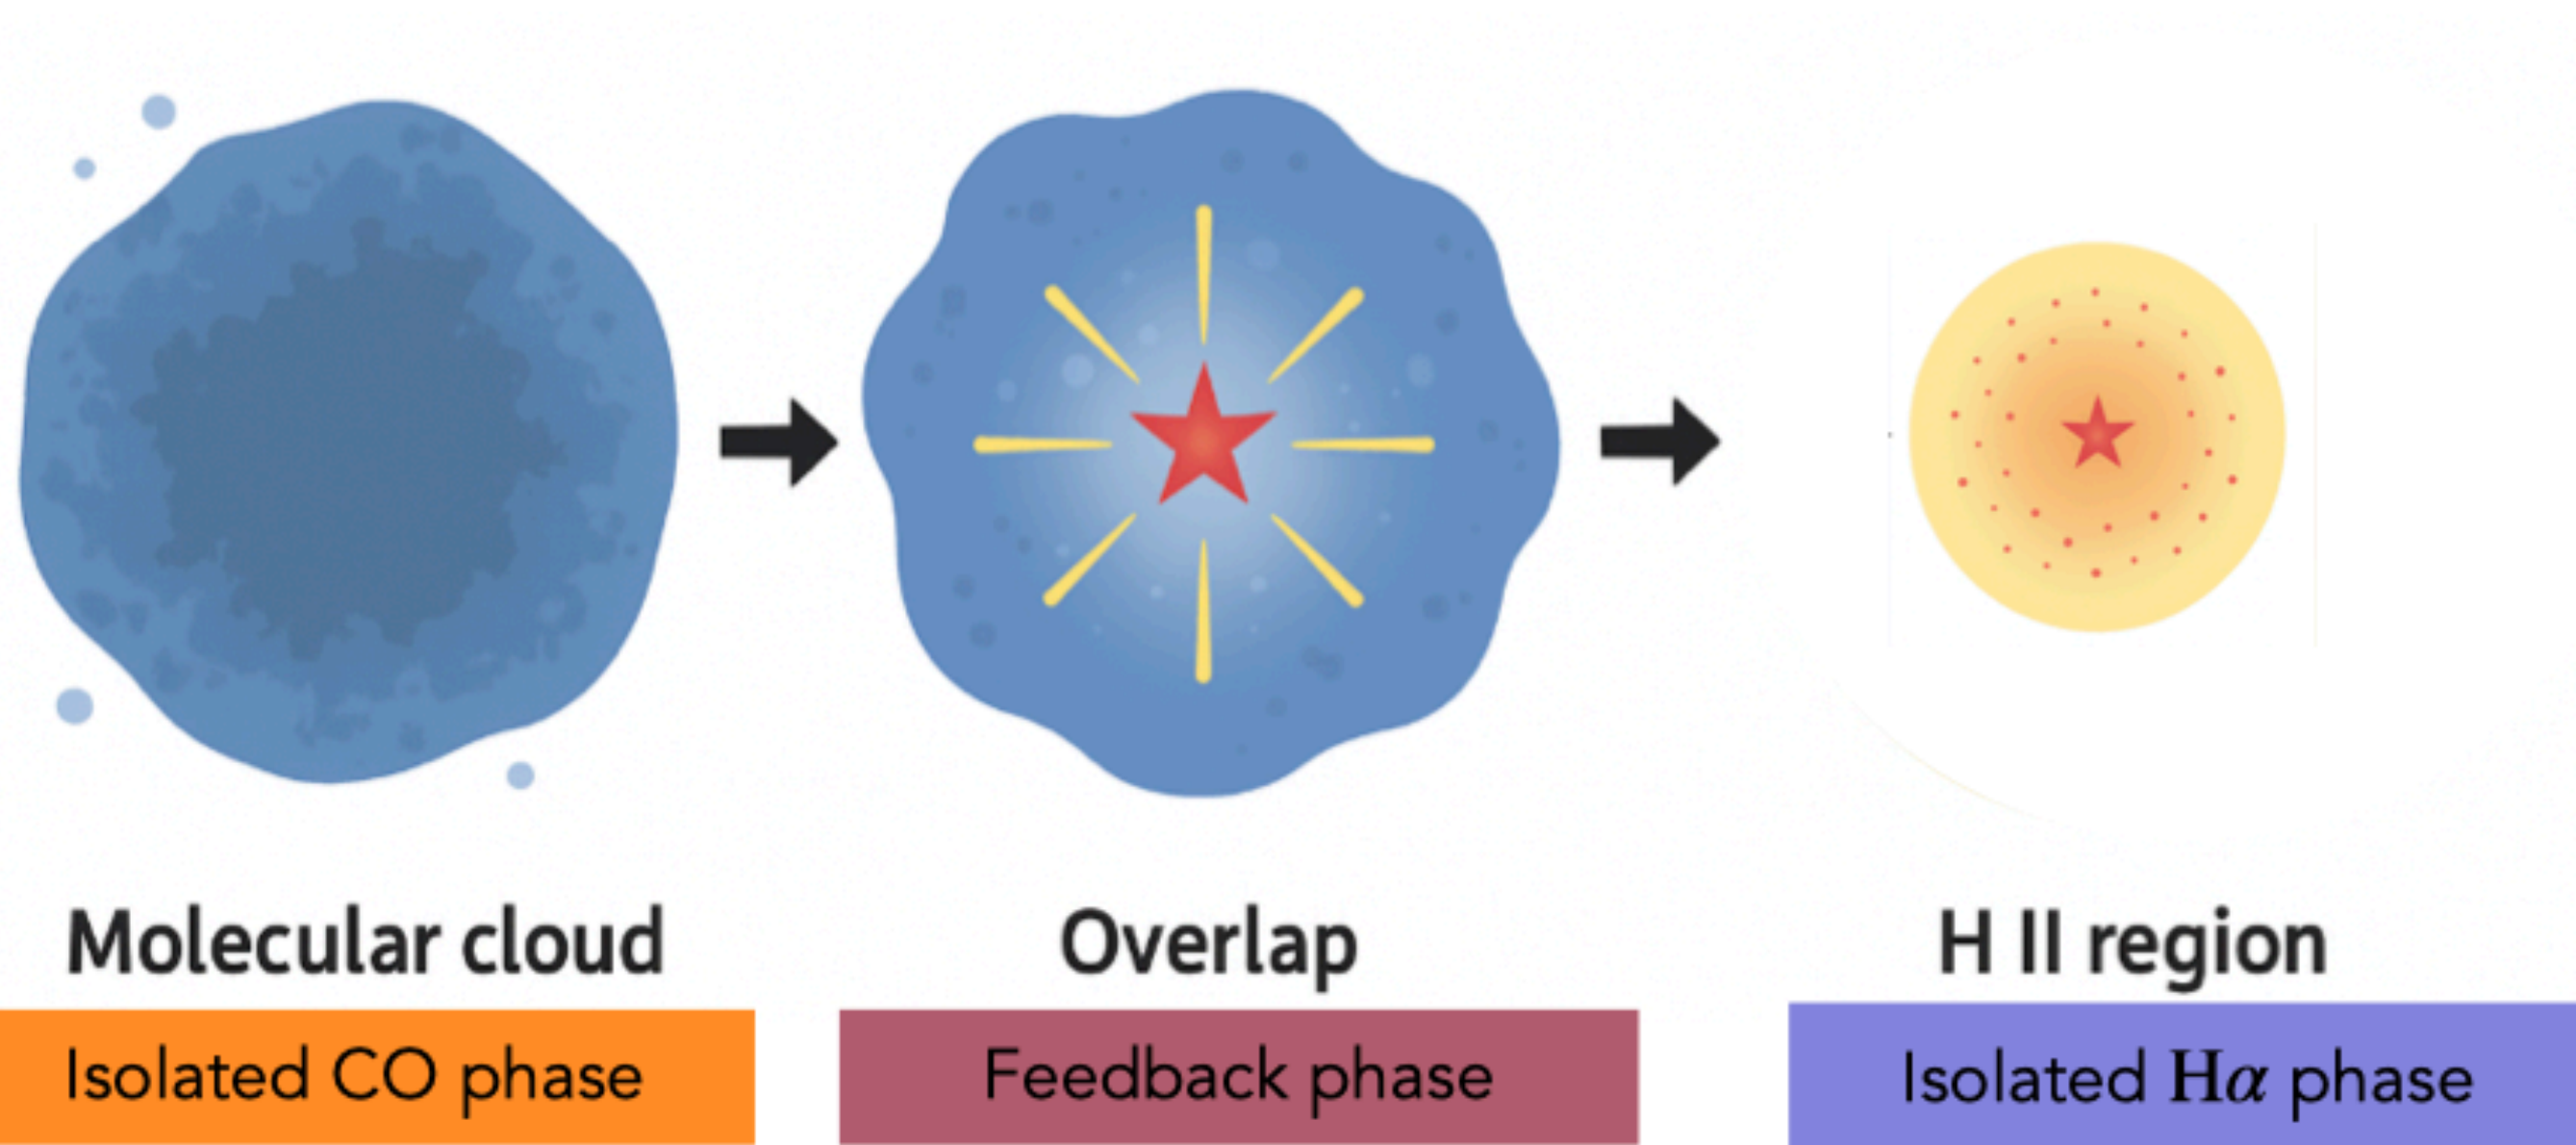 Molecular cloud
Overlap
H II region
Isolated CO phase
Feedback phase
Isolated Hα phase